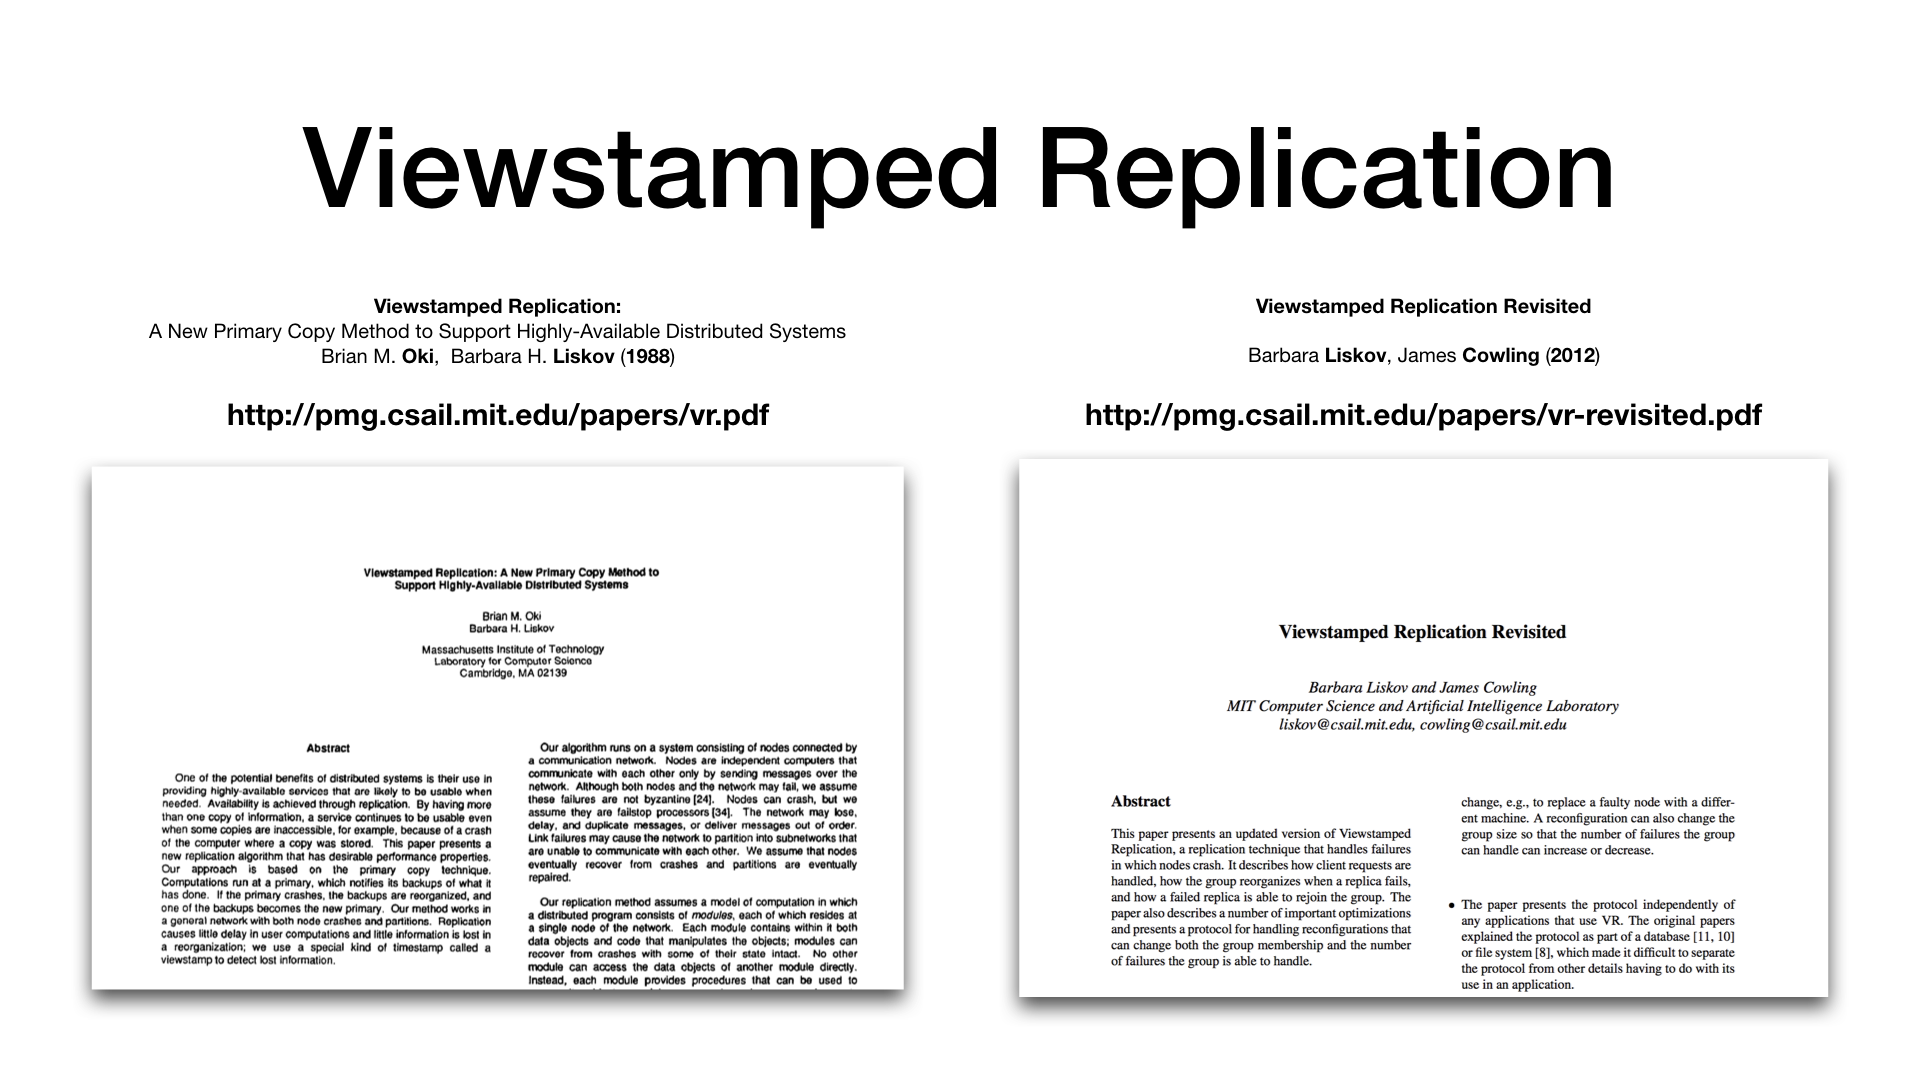 Viewstamped Replication
Viewstamped Replication:
A New Primary Copy Method to Support Highly-Available Distributed Systems
Brian M. Oki, Barbara H. Liskov (1988)
http://pmg.csail.mit.edu/papers/vr.pdf
Viewstamped Replication: A New Primary Copy Method to
Support Highly-Available Distributed Systems
Brian M. Oki
Barbara H. Liskov
Massachusetts Institute of Technology
Laboratory for Computer Science
Cambridge, MA 02139
Abstract
One of the potential benefits of distributed systems is their use in
providing highly-available services that are likely to be usable when
needed. Availability is achieved through replication. By having more
than one copy of information, a service continues to be usable even
when some copies are inaccessible, for example, because of a crash
of the computer where a copy was stored. This paper presents a
new replication algorithm that has desirable performance properties.
Our approach is based on the primary copy technique.
Computations run at a primary, which notifies its backups of what it
has done. If the primary crashes, the backups are reorganized, and
one of the backups becomes the new primary. Our method works in
a general network with both node crashes and partitions. Replication
causes little delay in user computations and little information is lost in
a reorganization; we use a special kind of timestamp called a
viewstamp to detect lost information.
Our algorithm runs on a system consisting of nodes connected by
a communication network. Nodes are independent computers that
communicate with each other only by sending messages over the
network. Although both nodes and the network may fail, we assume
these failures are not byzantine [24]. Nodes can crash, but we
assume they are failstop processors [34]. The network may lose,
delay, and duplicate messages, or deliver messages out of order.
Link failures may cause the network to partition into subnetworks that
are unable to communicate with each other. We assume that nodes
eventually recover from crashes and partitions are eventually
repaired.
Our replication method assumes a model of computation in which
a distributed program consists of modules, each of which resides at
a single node of the network. Each module contains within it both
data objects and code that manipulates the objects; modules can
recover from crashes with some of their state intact. No other
module can access the data objects of another module directly.
Instead, each module provides procedures that can be used to
Viewstamped Replication Revisited
Barbara Liskov, James Cowling (2012)
http://pmg.csail.mit.edu/papers/vr-revisited.pdf
Viewstamped Replication Revisited
Barbara Liskov and James Cowling
MIT Computer Science and Artificial Intelligence Laboratory
liskov@csail.mit.edu, cowling@csail.mit.edu
Abstract
This paper presents an updated version of Viewstamped
Replication, a replication technique that handles failures
in which nodes crash. It describes how client requests are
handled, how the group reorganizes when a replica fails,
and how a failed replica is able to rejoin the group. The
paper also describes a number of important optimizations
and presents a protocol for handling reconfigurations that
can change both the group membership and the number
of failures the group is able to handle.
change, e.g., to replace a faulty node with a differ-
ent machine. A reconfiguration can also change the
group size so that the number of failures the group
can handle can increase or decrease.
• The paper presents the protocol independently of
any applications that use VR. The original papers
explained the protocol as part of a database [11, 10]
or file system [8], which made it difficult to separate
the protocol from other details having to do with its
use in an application.